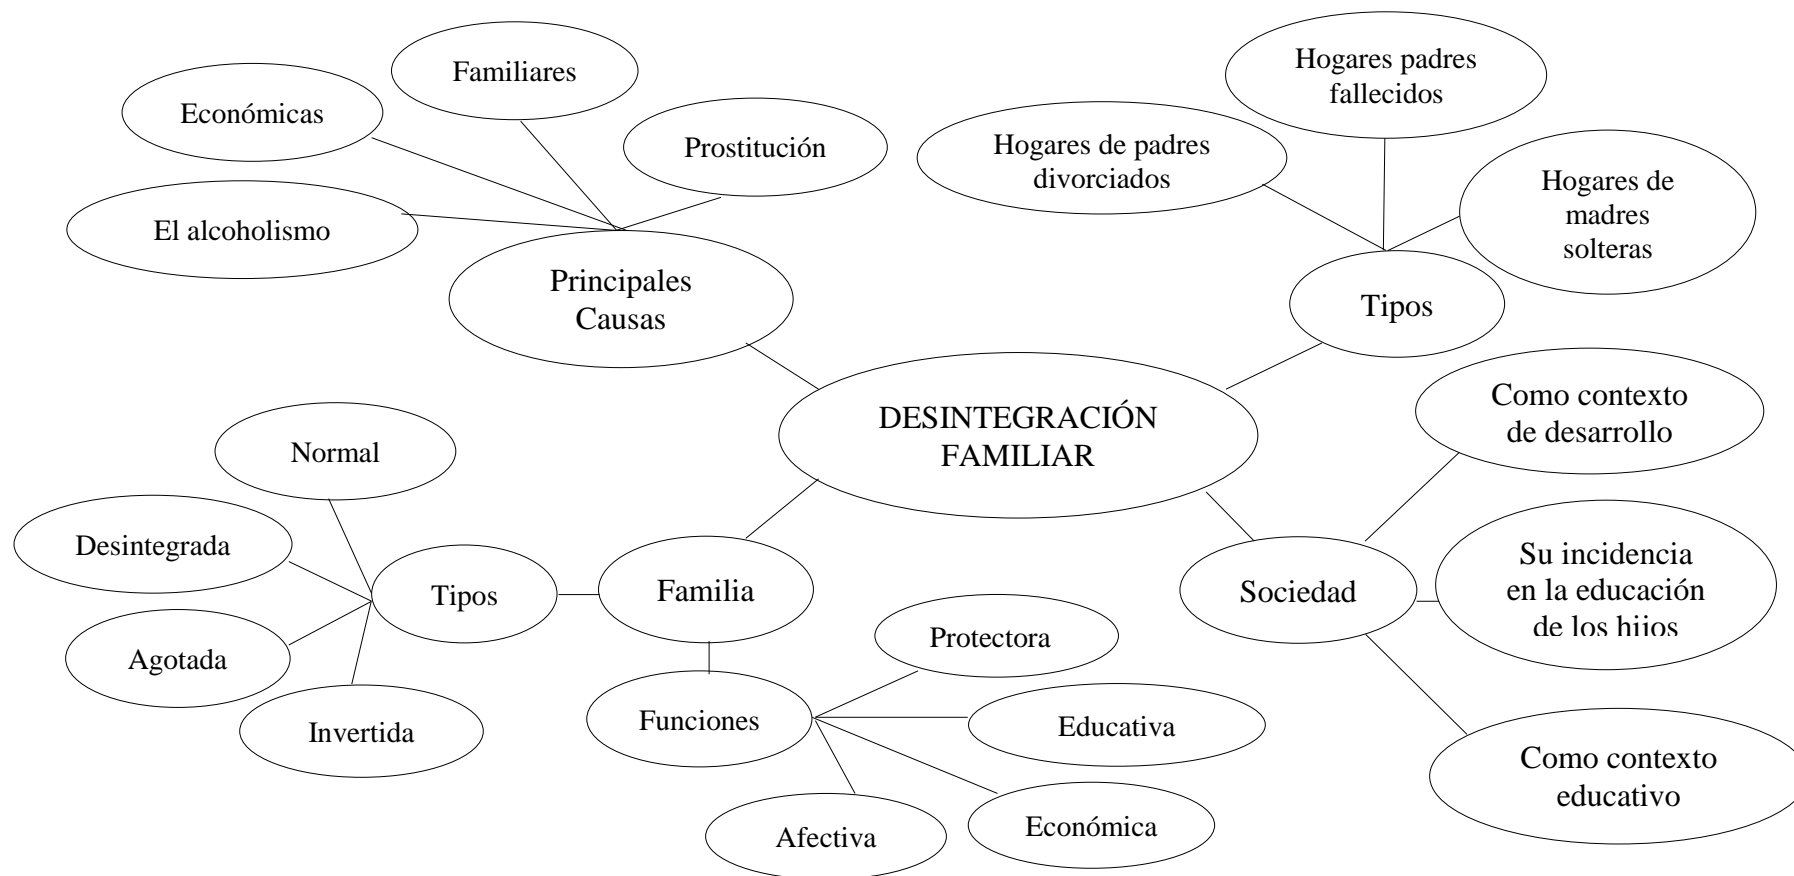 Familiares
Económicas
Prostitución
El alcoholismo
Principales
Causas
Hogares padres
fallecidos
Hogares de padres
divorciados
Hogares de
madres
solteras
Tipos
DESINTEGRACIÓN
FAMILIAR
Como contexto
de desarrollo
Su incidencia
en la educación
de los hijos
Sociedad
Como contexto
educativo
Normal
Desintegrada
Agotada
Invertida
Tipos
Familia
Funciones
Protectora
Educativa
Económica
Afectiva